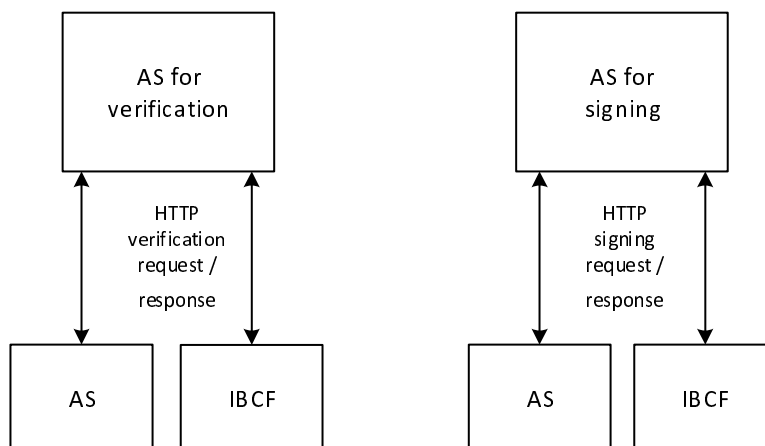 AS for
verification
HTTP
verification
request /
response
AS
IBCF
AS for
signing
HTTP
signing
request /
response
AS
IBCF